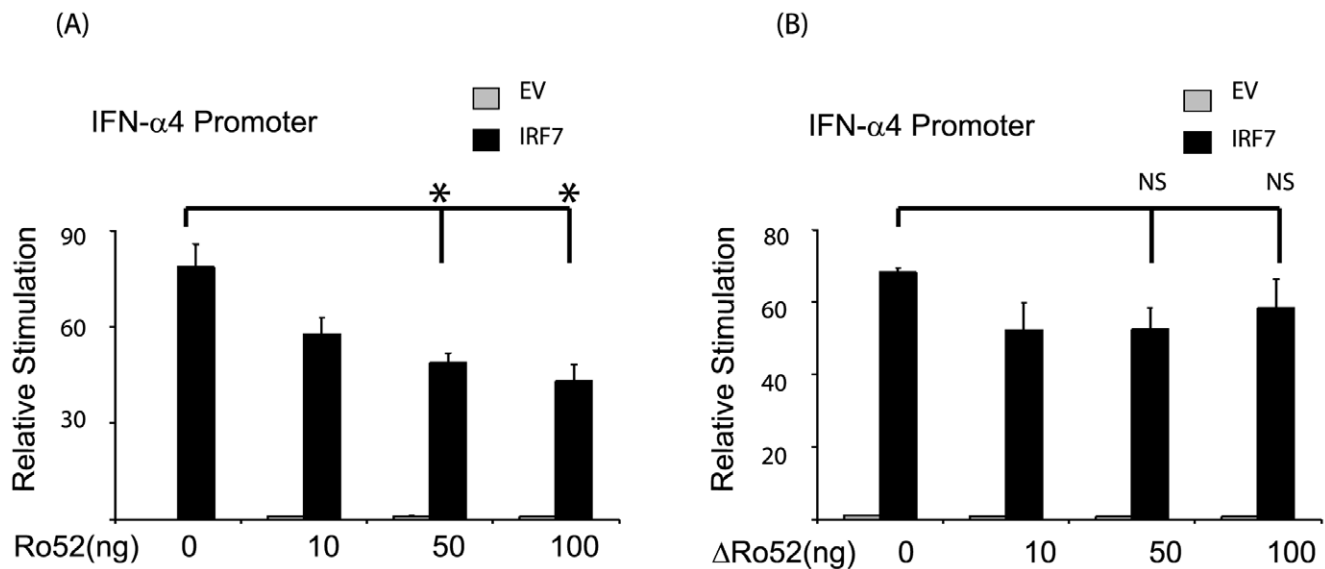 (A)
EV
IFN-α4 Promoter
IRF7
* *
90
60
30
Relative Stimulation
Ro52(ng) 0 10 50 100
(B)
EV
IFN-α4 Promoter
IRF7
NS NS
80
60
40
20
Relative Stimulation
ΔRo52(ng) 0 10 50 100